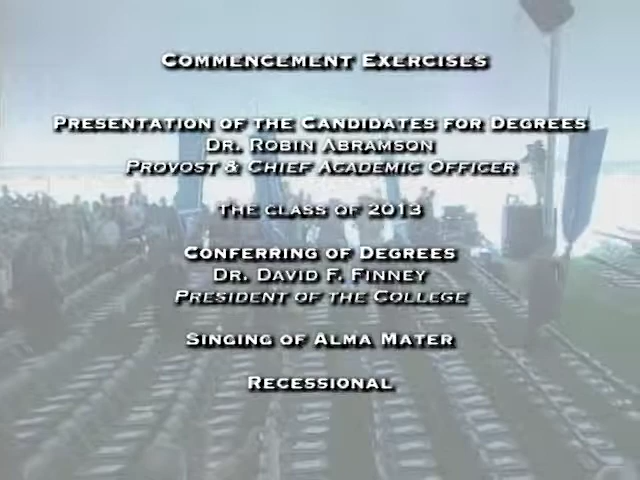 Commencement Exercises
Presentation of the Candidates for Degrees
Dr. Robin Abramson
Provost & Chief Academic Officer
The Class of 2013
Conferring of Degrees
Dr. David F. Finney
President of the College
Singing of Alma Mater
Recessional